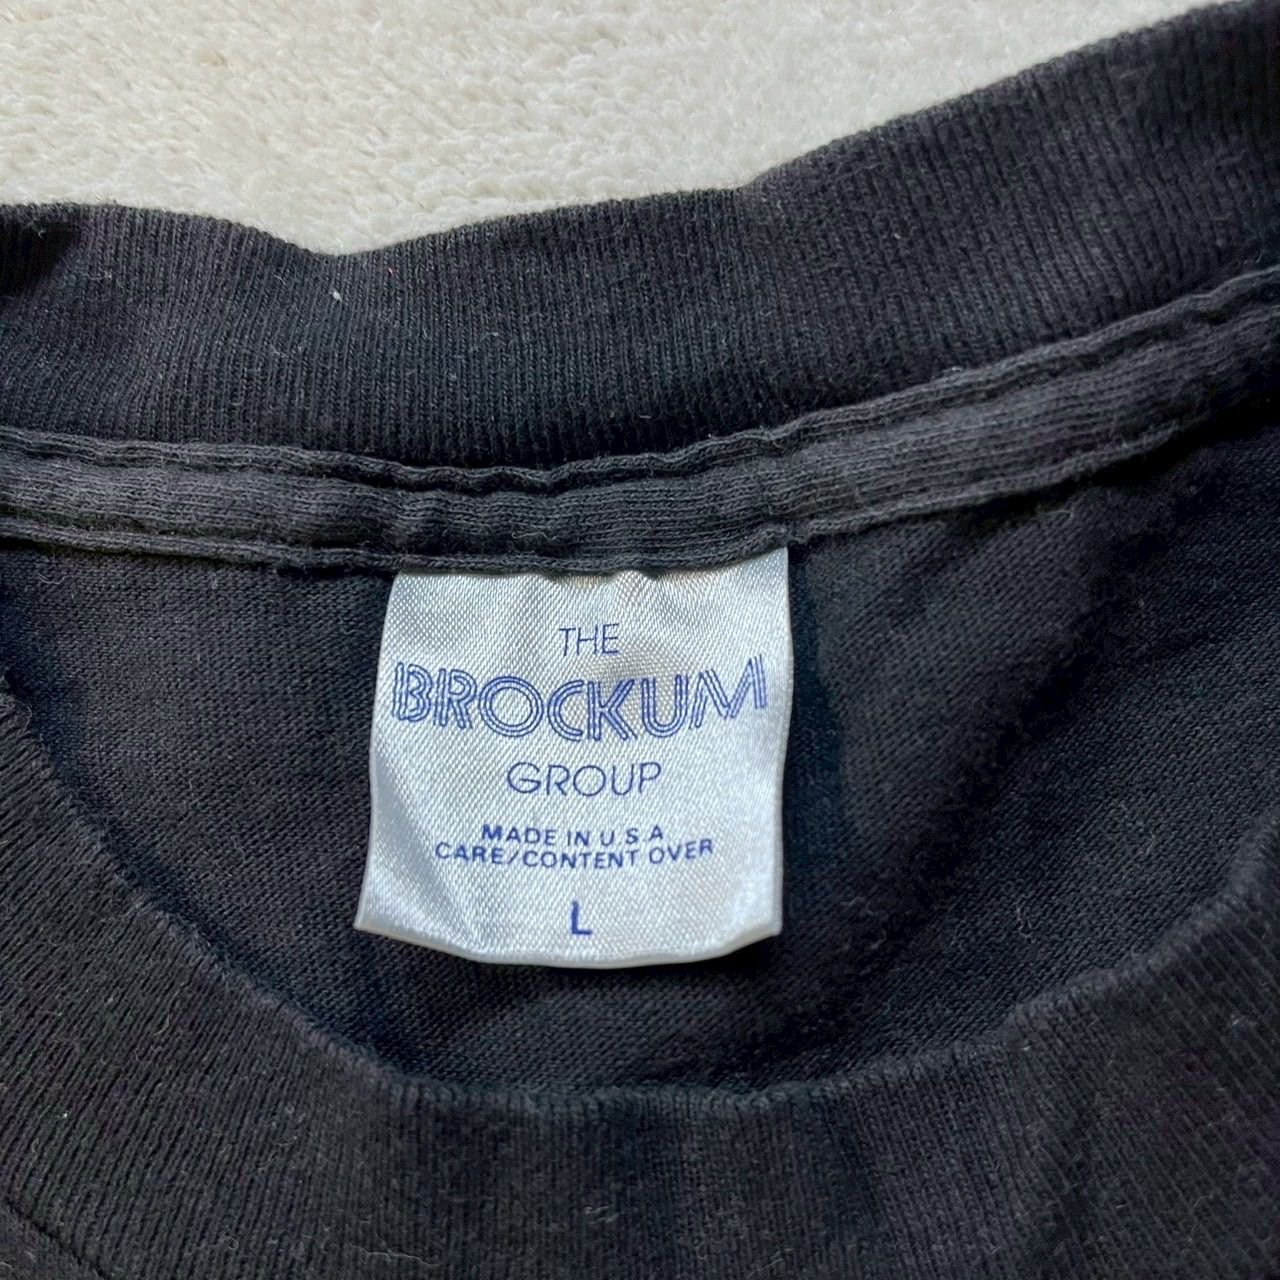 THE
BROCKUM
GROUP
MADE IN U S A
CARE/CONTENT OVER
L